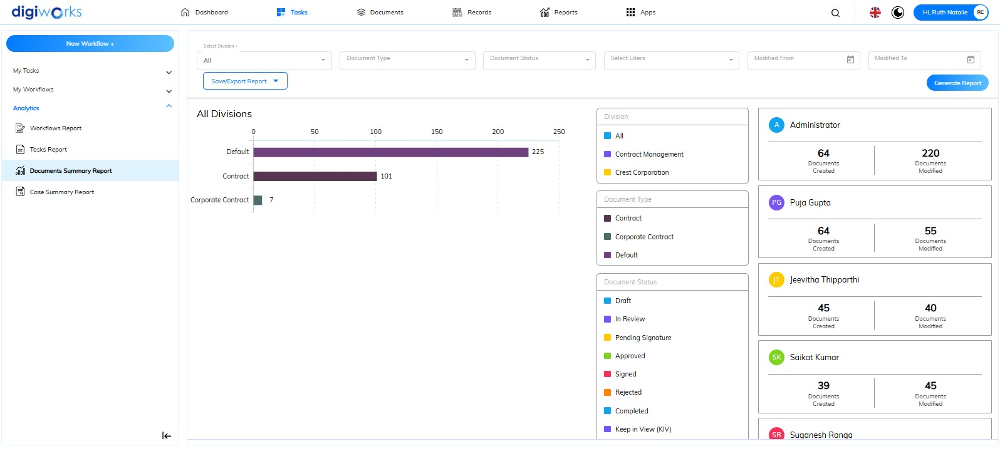 digiworks
Dashboard
Tasks
Documents
Records
Reports
Apps
Hi, Ruth Natalie
RC
New Workflow +
My Tasks
My Workflows
Analytics
Workflows Report
Tasks Report
Documents Summary Report
Case Summary Report
Select Division *
All
Document Type
Document Status
Select Users
Modified From
Modified To
Save/Export Report
Generate Report
All Divisions
0 50 100 150 200 250
Default 225
Contract 101
Corporate Contract 7
Division
All
Contract Management
Crest Corporation
Document Type
Contract
Corporate Contract
Default
Document Status
Draft
In Review
Pending Signature
Approved
Signed
Rejected
Completed
Keep in View (KIV)
A Administrator
64 220
Documents Documents
Created Modified
PG Puja Gupta
64 55
Documents Documents
Created Modified
JT Jeevitha Thipparthi
45 40
Documents Documents
Created Modified
SK Saikat Kumar
39 45
Documents Documents
Created Modified
SR Suganesh Ranga